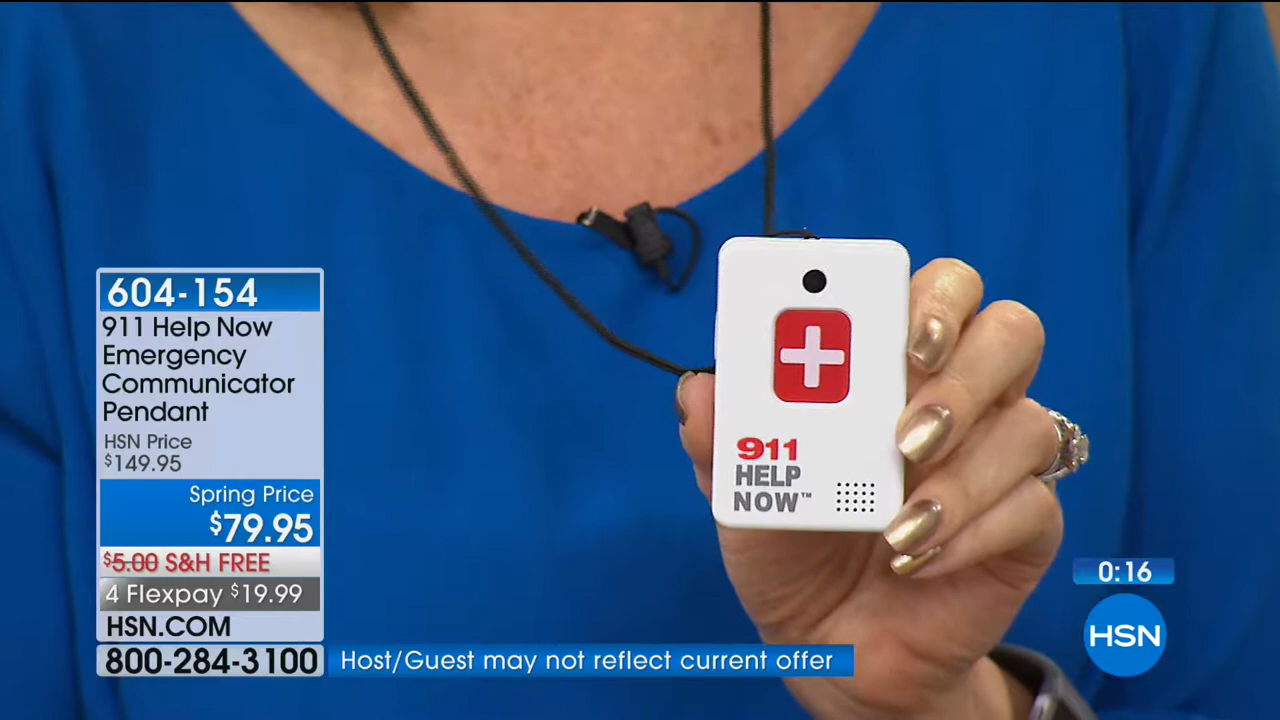 604-154
911 Help Now
Emergency
Communicator
Pendant
HSN Price
$149.95
Spring Price
$79.95
$5.00 S&H FREE
4 Flexpay $19.99
HSN.COM
800-284-3100
Host/Guest may not reflect current offer
911
HELP
NOW™
0:16
HSN